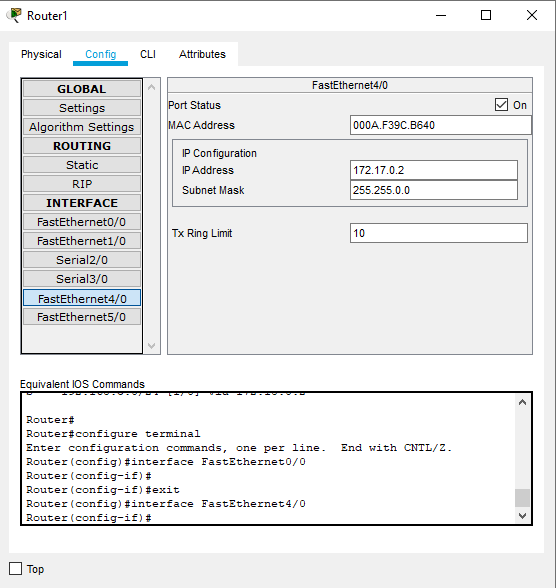 Router1
Physical Config CLI Attributes
GLOBAL
Settings
Algorithm Settings
ROUTING
Static
RIP
INTERFACE
FastEthernet0/0
FastEthernet1/0
Serial2/0
Serial3/0
FastEthernet4/0
FastEthernet5/0
FastEthernet4/0
Port Status On
MAC Address 000A.F39C.B640
IP Configuration
IP Address 172.17.0.2
Subnet Mask 255.255.0.0
Tx Ring Limit 10
Equivalent IOS Commands
Router#
Router#configure terminal
Enter configuration commands, one per line. End with CNTL/Z.
Router(config)#interface FastEthernet0/0
Router(config-if)#
Router(config-if)#exit
Router(config)#interface FastEthernet4/0
Router(config-if)#
Top